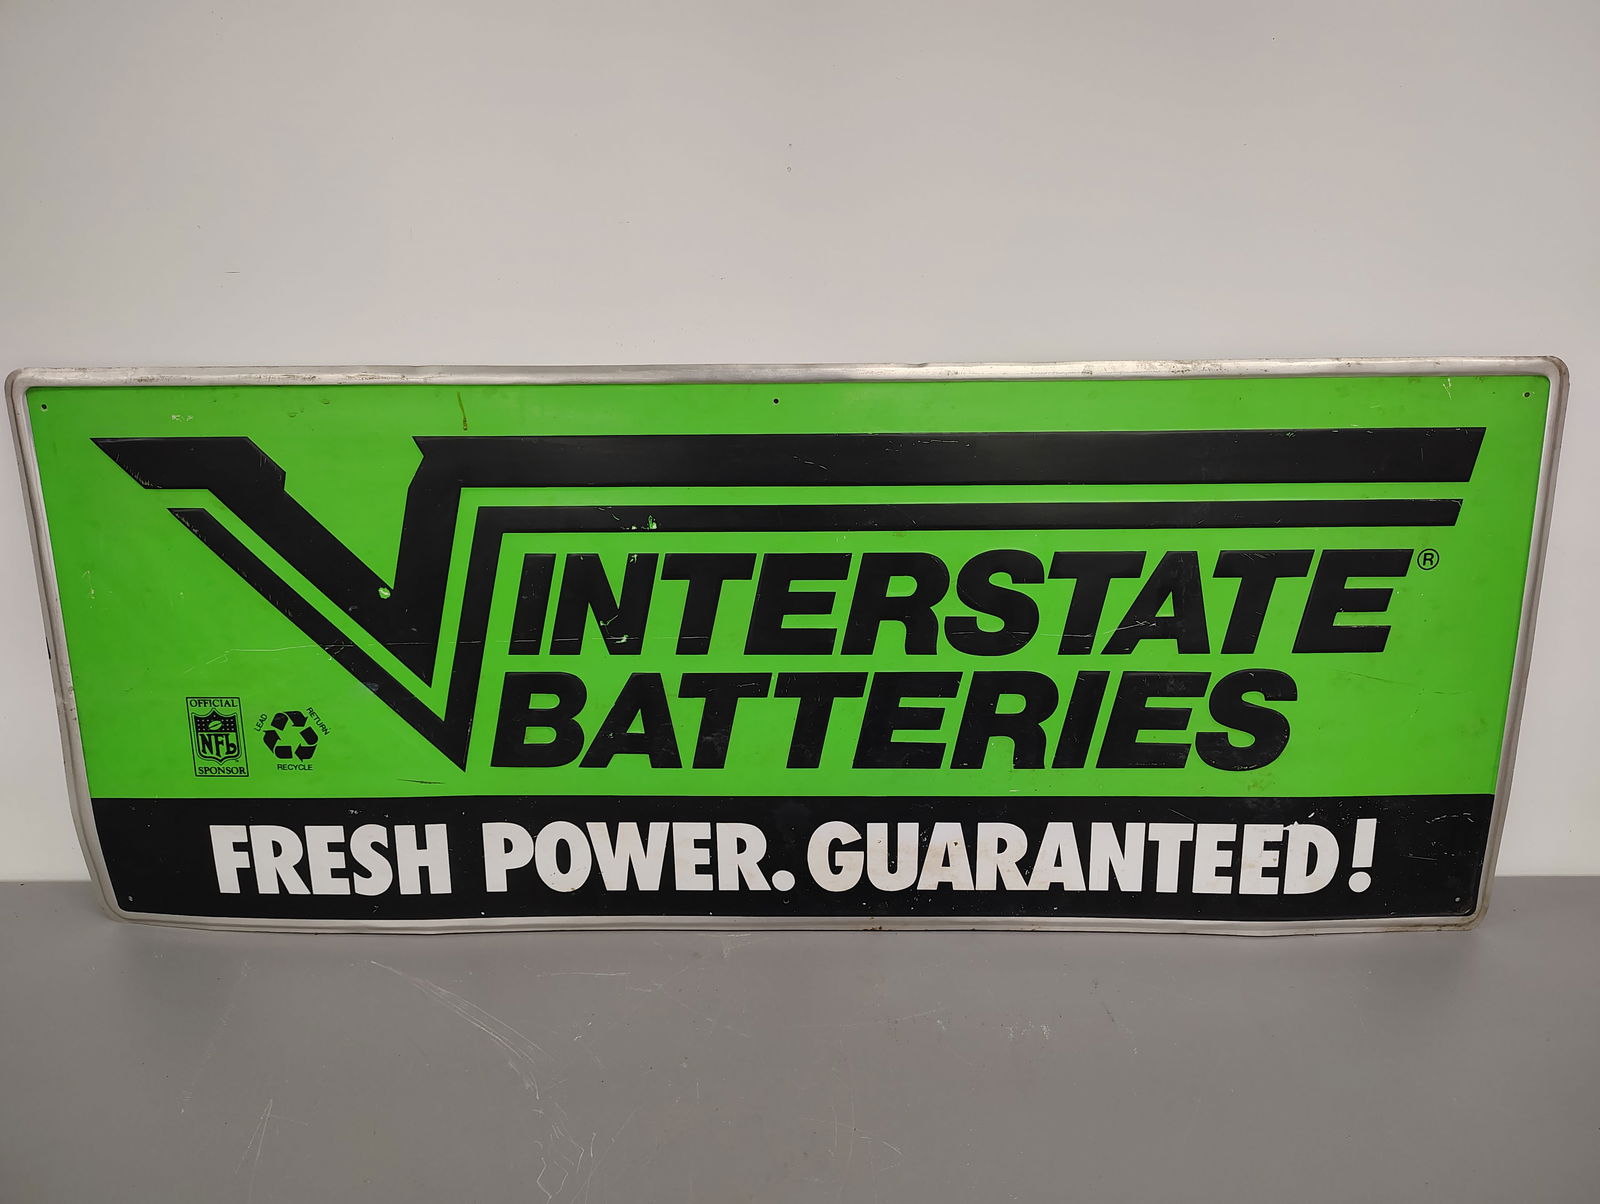 INTERSTATE®
BATTERIES
OFFICIAL
NFL
SPONSOR
LEAD
RETURN
RECYCLE
FRESH POWER. GUARANTEED!